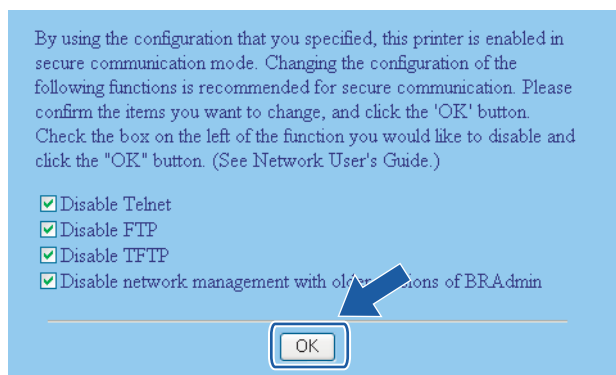 By using the configuration that you specified, this printer is enabled in
secure communication mode. Changing the configuration of the
following functions is recommended for secure communication. Please
confirm the items you want to change, and click the 'OK' button.
Check the box on the left of the function you would like to disable and
click the "OK" button. (See Network User's Guide.)
Disable Telnet
Disable FTP
Disable TFTP
Disable network management with of BRAdmin
OK